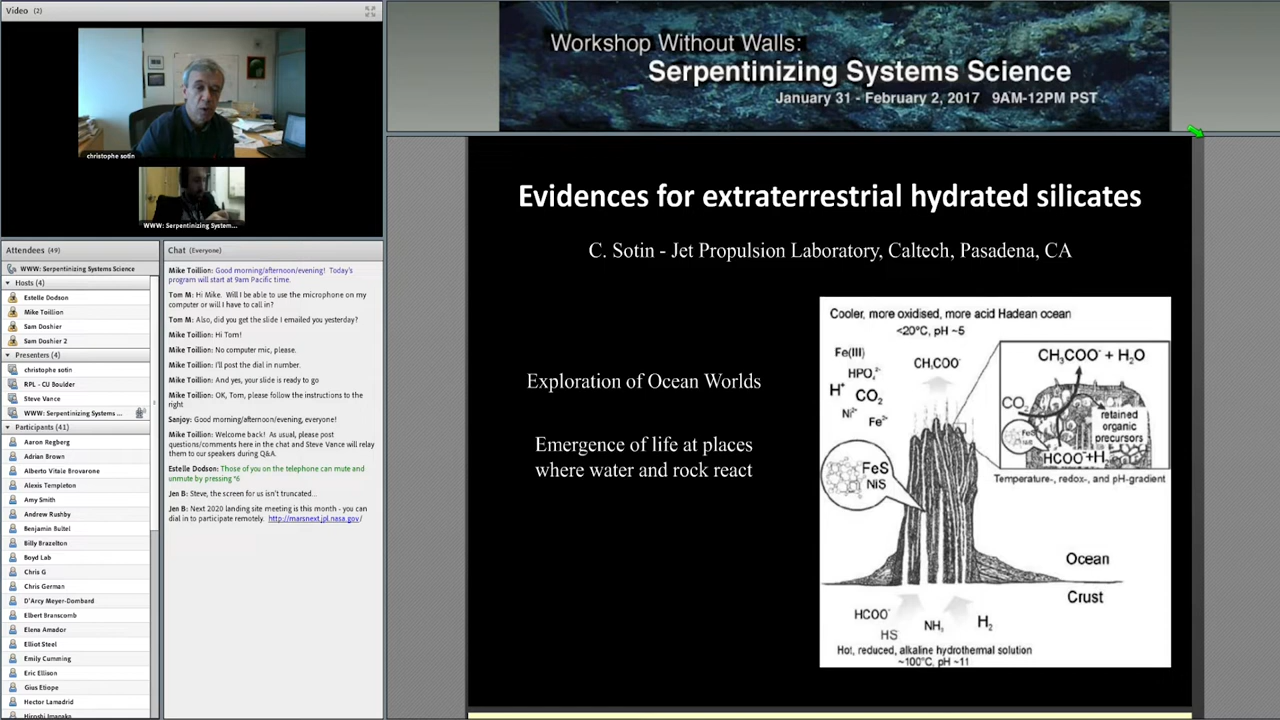 Video (2)
christophe sotin
WWW: Serpentinizing System...
Attendees (49)
WWW: Serpentinizing Systems Science
Hosts (4)
Estelle Dodson
Mike Toillion
Sam Doshier
Sam Doshier 2
Presenters (4)
christophe sotin
RPL - CU Boulder
Steve Vance
WWW: Serpentinizing Systems ...
Participants (41)
Aaron Regberg
Adrian Brown
Alberto Vitale Brovarone
Alexis Templeton
Amy Smith
Andrew Rushby
Benjamin Bultel
Billy Brazelton
Boyd Lab
Chris G
Chris German
D'Arcy Meyer-Dombard
Elbert Branscomb
Elena Amador
Elliot Steel
Emily Cumming
Eric Ellison
Gius Etiope
Hector Lamadrid
Hiroshi Imanaka
Chat (Everyone)
Mike Toillion: Good morning/afternoon/evening! Today's
program will start at 9am Pacific time.
Tom M: Hi Mike. Will I be able to use the microphone on my
computer or will I have to call in?
Tom M: Also, did you get the slide I emailed you yesterday?
Mike Toillion: Hi Tom!
Mike Toillion: No computer mic, please.
Mike Toillion: I'll post the dial in number.
Mike Toillion: And yes, your slide is ready to go
Mike Toillion: OK, Tom, please follow the instructions to the
right
Sanjoy: Good morning/afternoon/evening, everyone!
Mike Toillion: Welcome back! As usual, please post
questions/comments here in the chat and Steve Vance will relay
them to our speakers during Q&A.
Estelle Dodson: Those of you on the telephone can mute and
unmute by pressing *6
Jen B: Steve, the screen for us isn't truncated...
Jen B: Next 2020 landing site meeting is this month - you can
dial in to participate remotely. http://marsnext.jpl.nasa.gov/
Workshop Without Walls:
Serpentinizing Systems Science
January 31 - February 2, 2017 9AM-12PM PST
Evidences for extraterrestrial hydrated silicates
C. Sotin - Jet Propulsion Laboratory, Caltech, Pasadena, CA
Exploration of Ocean Worlds
Emergence of life at places
where water and rock react
Cooler, more oxidised, more acid Hadean ocean
<20°C, pH ~5
Fe(III)
HPO₄²⁻
H⁺ CO₂
Ni²⁺
Fe²⁺
CH₃COO⁻
FeS
NiS
CH₃COO⁻ + H₂O
CO₂
retained
organic
precursors
HCOO⁻+H₂
Temperature-, redox-, and pH-gradient
Ocean
Crust
HCOO⁻
HS⁻
NH₃
H₂
Hot, reduced, alkaline hydrothermal solution
~100°C, pH ~11